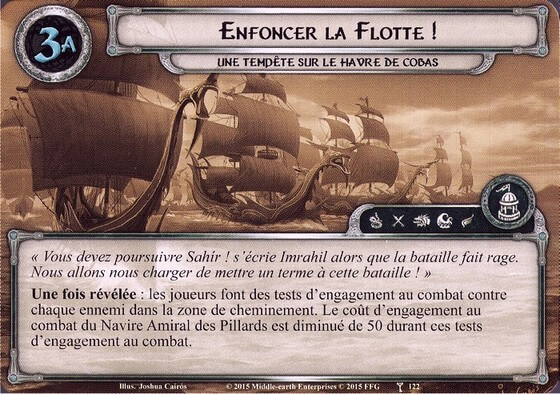 3A
ENFONCER LA FLOTTE !
UNE TEMPÊTE SUR LE HAVRE DE COBAS
« Vous devez poursuivre Sahír ! s'écrie Imrahil alors que la bataille fait rage.
Nous allons nous charger de mettre un terme à cette bataille ! »
Une fois révélée : les joueurs font des tests d'engagement au combat contre
chaque ennemi dans la zone de cheminement. Le coût d'engagement au
combat du Navire Amiral des Pillards est diminué de 50 durant ces tests
d'engagement au combat.
Illus. Joshua Cairós © 2015 Middle-earth Enterprises © 2015 FFG 122